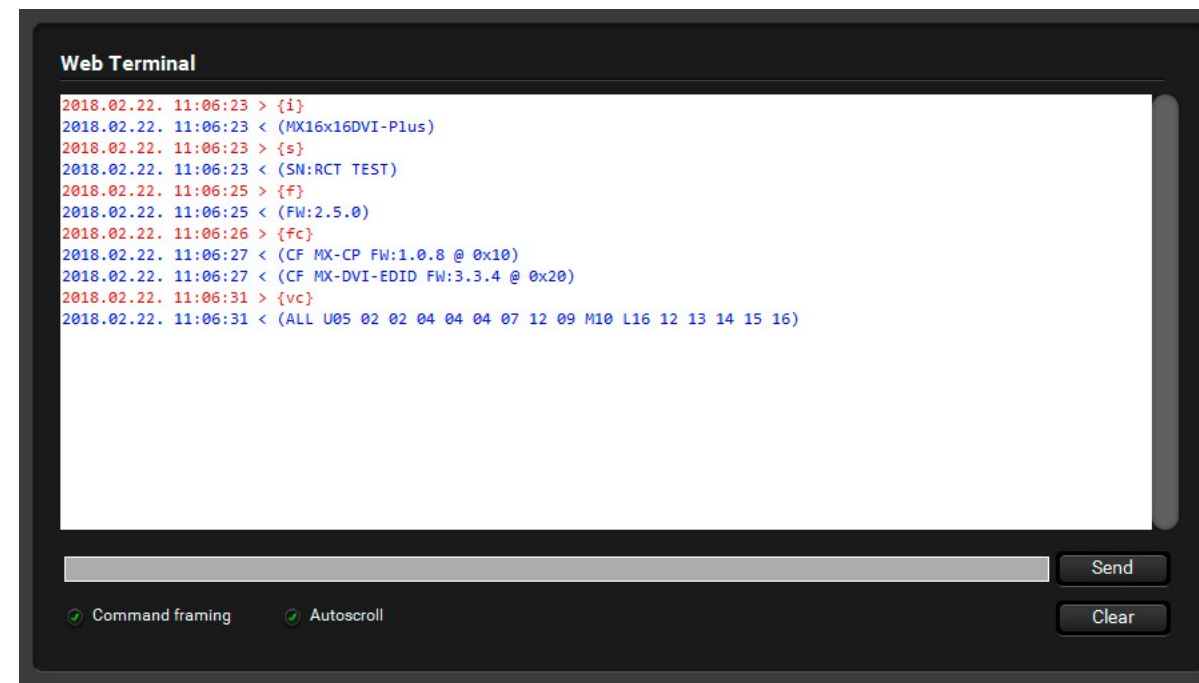 Web Terminal
2018.02.22. 11:06:23 > {i}
2018.02.22. 11:06:23 < (MX16x16DVI-Plus)
2018.02.22. 11:06:23 > {s}
2018.02.22. 11:06:23 < (SN:RCT TEST)
2018.02.22. 11:06:25 > {f}
2018.02.22. 11:06:25 < (FW:2.5.0)
2018.02.22. 11:06:26 > {fc}
2018.02.22. 11:06:27 < (CF MX-CP FW:1.0.8 @ 0x10)
2018.02.22. 11:06:27 < (CF MX-DVI-EDID FW:3.3.4 @ 0x20)
2018.02.22. 11:06:31 > {vc}
2018.02.22. 11:06:31 < (ALL U05 02 02 04 04 04 07 12 09 M10 L16 12 13 14 15 16)
Send
Command framing Autoscroll Clear